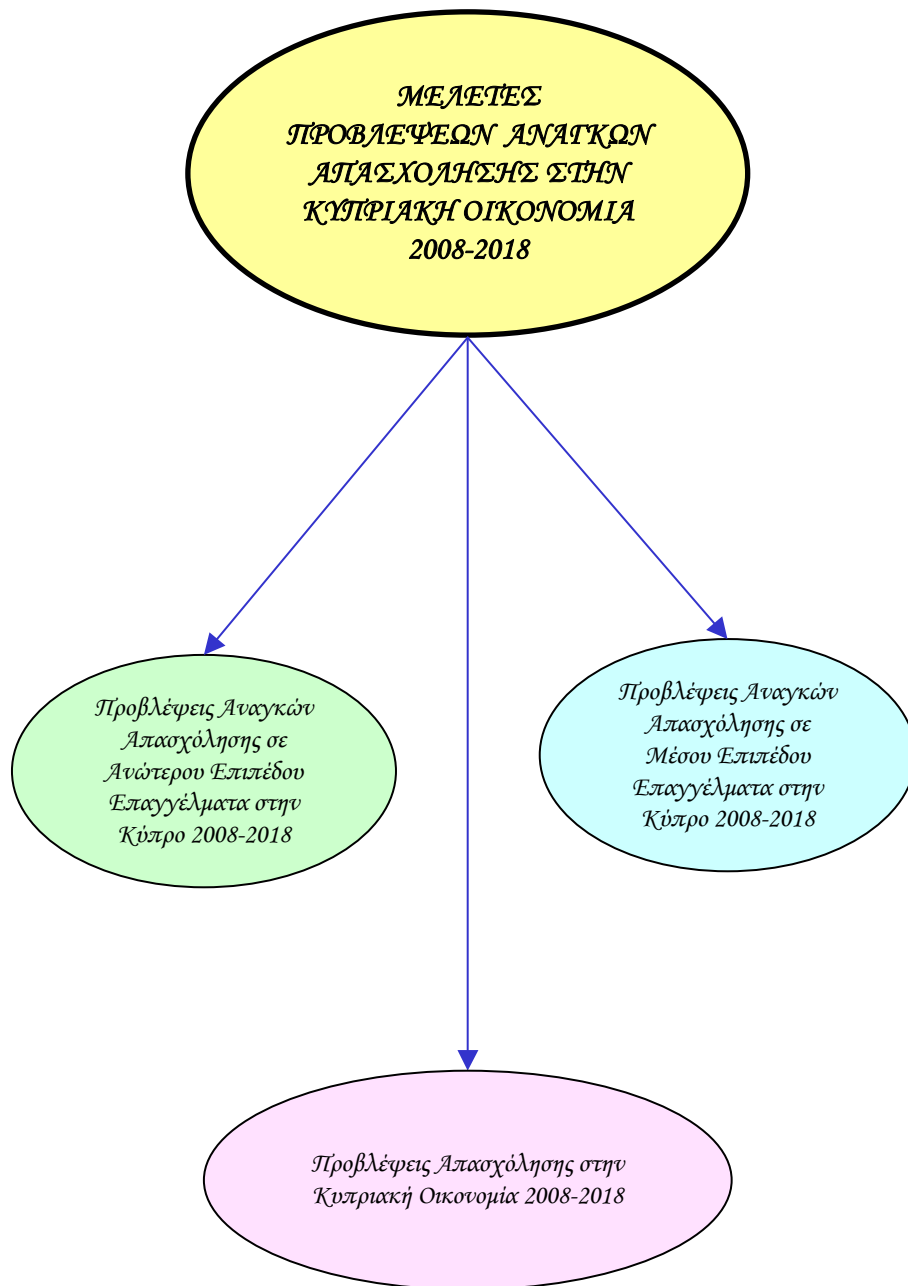 ΜΕΛΕΤΕΣ
ΠΡΟΒΛΕΨΕΩΝ ΑΝΑΓΚΩΝ
ΑΠΑΣΧΟΛΗΣΗΣ ΣΤΗΝ
ΚΥΠΡΙΑΚΗ ΟΙΚΟΝΟΜΙΑ
2008-2018
Προβλέψεις Αναγκών
Απασχόλησης σε
Ανώτερου Επιπέδου
Επαγγέλματα στην
Κύπρο 2008-2018
Προβλέψεις Αναγκών
Απασχόλησης σε
Μέσου Επιπέδου
Επαγγέλματα στην
Κύπρο 2008-2018
Προβλέψεις Απασχόλησης στην
Κυπριακή Οικονομία 2008-2018